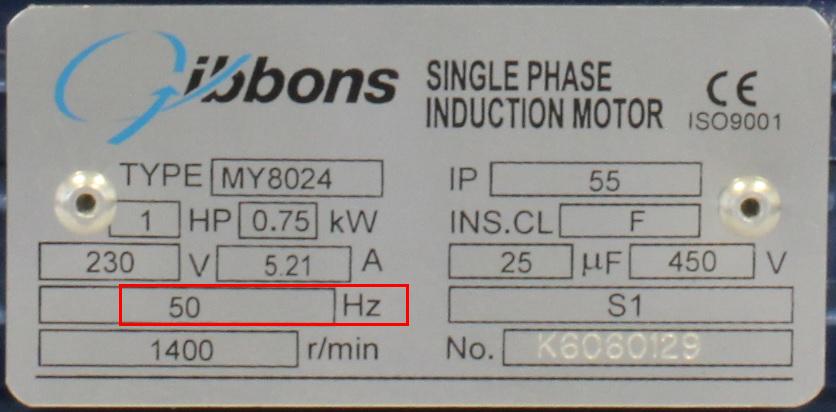 Gibbons
SINGLE PHASE
INDUCTION MOTOR
CE
ISO9001
TYPE MY8024 IP 55
1 HP 0.75 kW INS.CL F
230 V 5.21 A 25 µF 450 V
50 Hz S1
1400 r/min No. K6060129